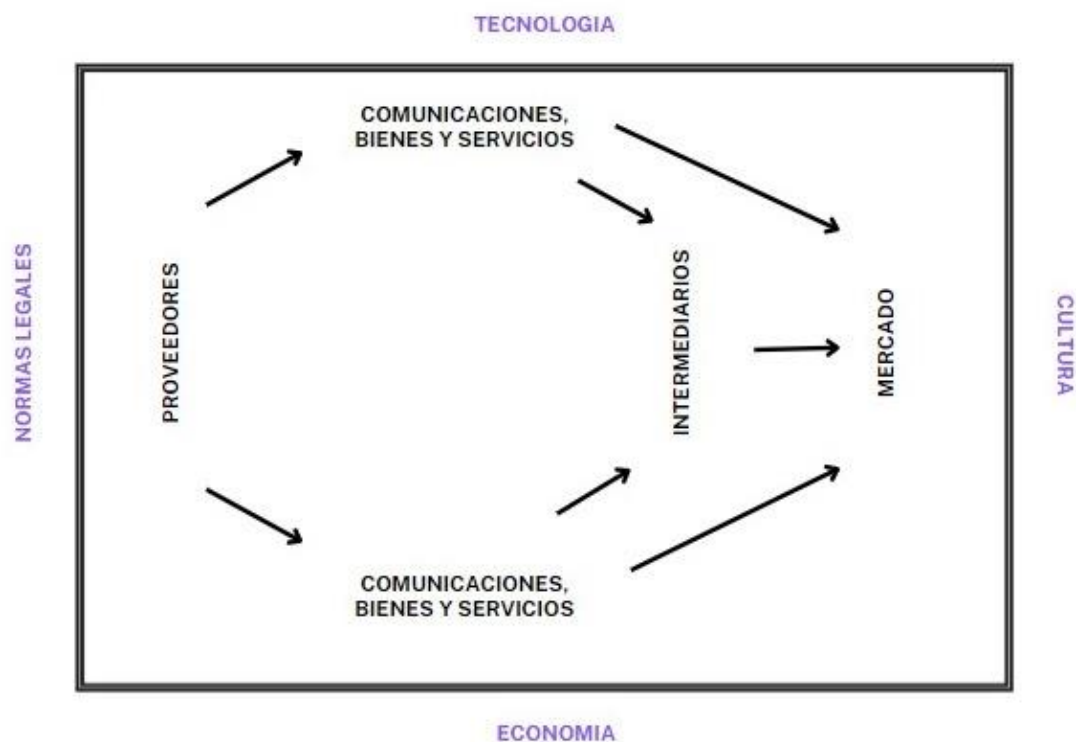 TECNOLOGIA
COMUNICACIONES,
BIENES Y SERVICIOS
NORMAS LEGALES
PROVEEDORES
INTERMEDIARIOS
MERCADO
CULTURA
COMUNICACIONES,
BIENES Y SERVICIOS
ECONOMIA